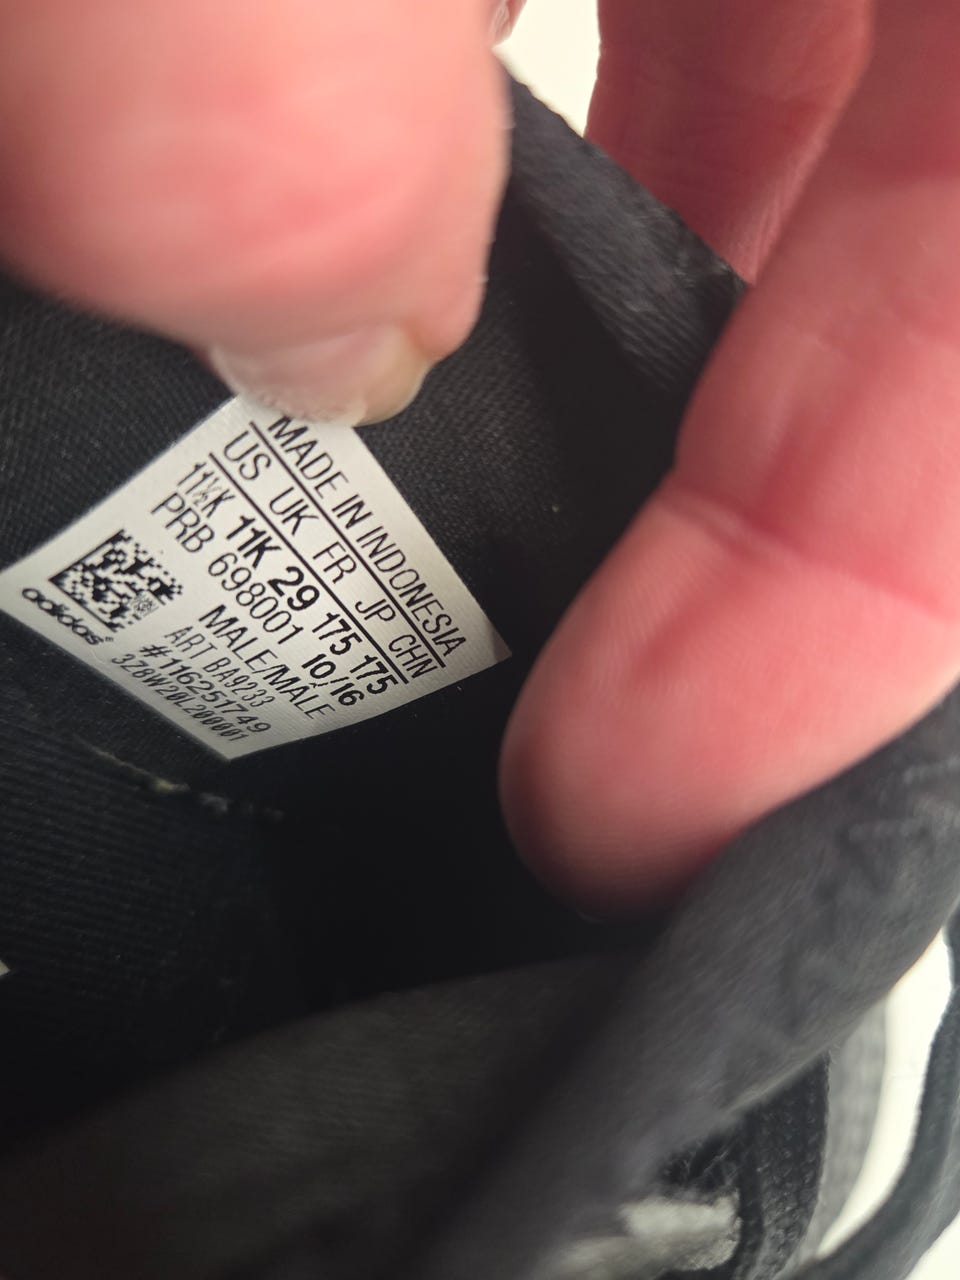 MADE IN INDONESIA
US UK FR JP CHN
11½K 11K 29 175 175
PRB 698001 10/16
MALE/MALE
ART BA9233
#116251749
3Z8W20L200001
adidas